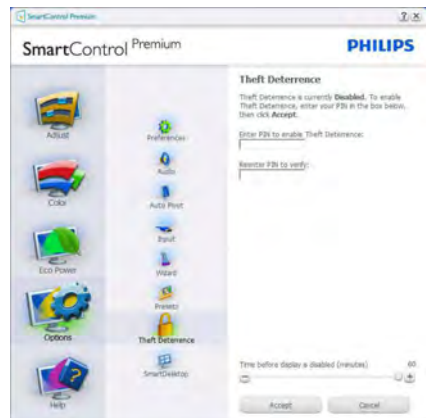 SmartControl Premium
SmartControl Premium
PHILIPS
Adjust
Color
Eco Power
Options
Help
Preferences
Audio
Auto Pivot
Input
Wizard
Presets
Theft Deterrence
SmartDesktop
Theft Deterrence
Theft Deterrence is currently Disabled. To enable
Theft Deterrence, enter your PIN in the box below,
then click Accept.
Enter PIN to enable Theft Deterrence:
Reenter PIN to verify:
Time before display is disabled (minutes) 60
Accept Cancel